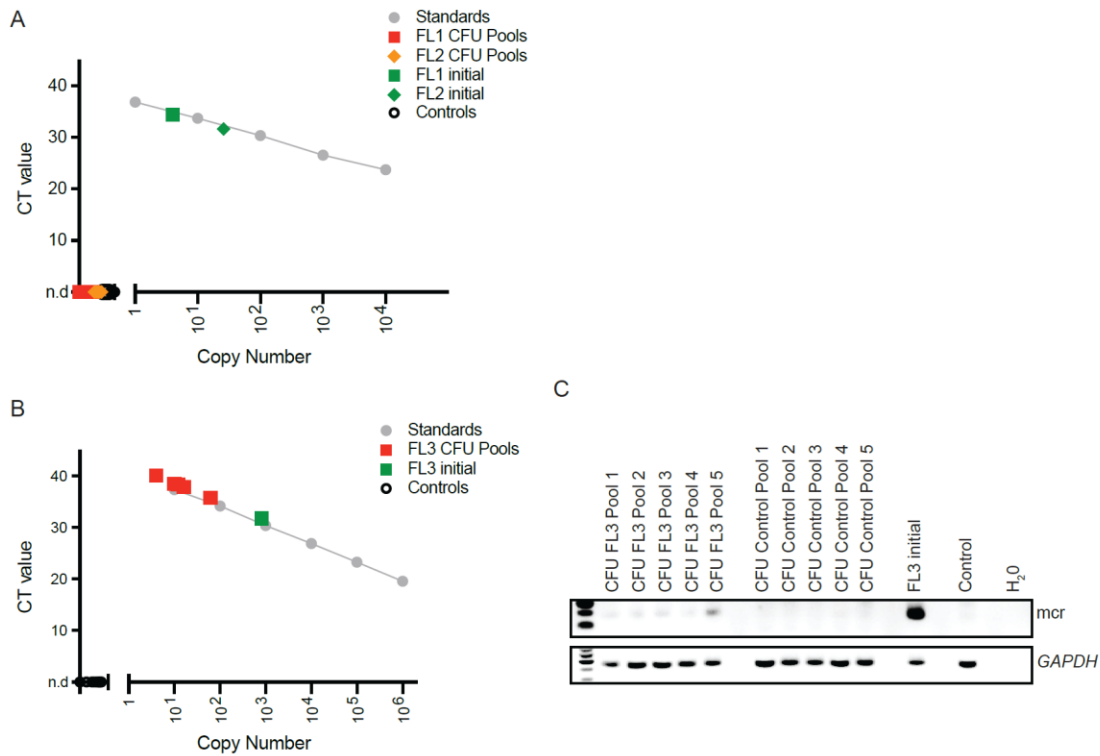 A
Standards
FL1 CFU Pools
FL2 CFU Pools
FL1 initial
FL2 initial
Controls
CT value
40
30
20
10
n.d
1
10 1
10 2
10 3
10 4
Copy Number
B
Standards
FL3 CFU Pools
FL3 initial
Controls
CT value
40
30
20
10
n.d
1
10 1
10 2
10 3
10 4
10 5
10 6
Copy Number
C
CFU FL3 Pool 1
CFU FL3 Pool 2
CFU FL3 Pool 3
CFU FL3 Pool 4
CFU FL3 Pool 5
CFU Control Pool 1
CFU Control Pool 2
CFU Control Pool 3
CFU Control Pool 4
CFU Control Pool 5
FL3 initial
Control
H20
mcr
GAPDH